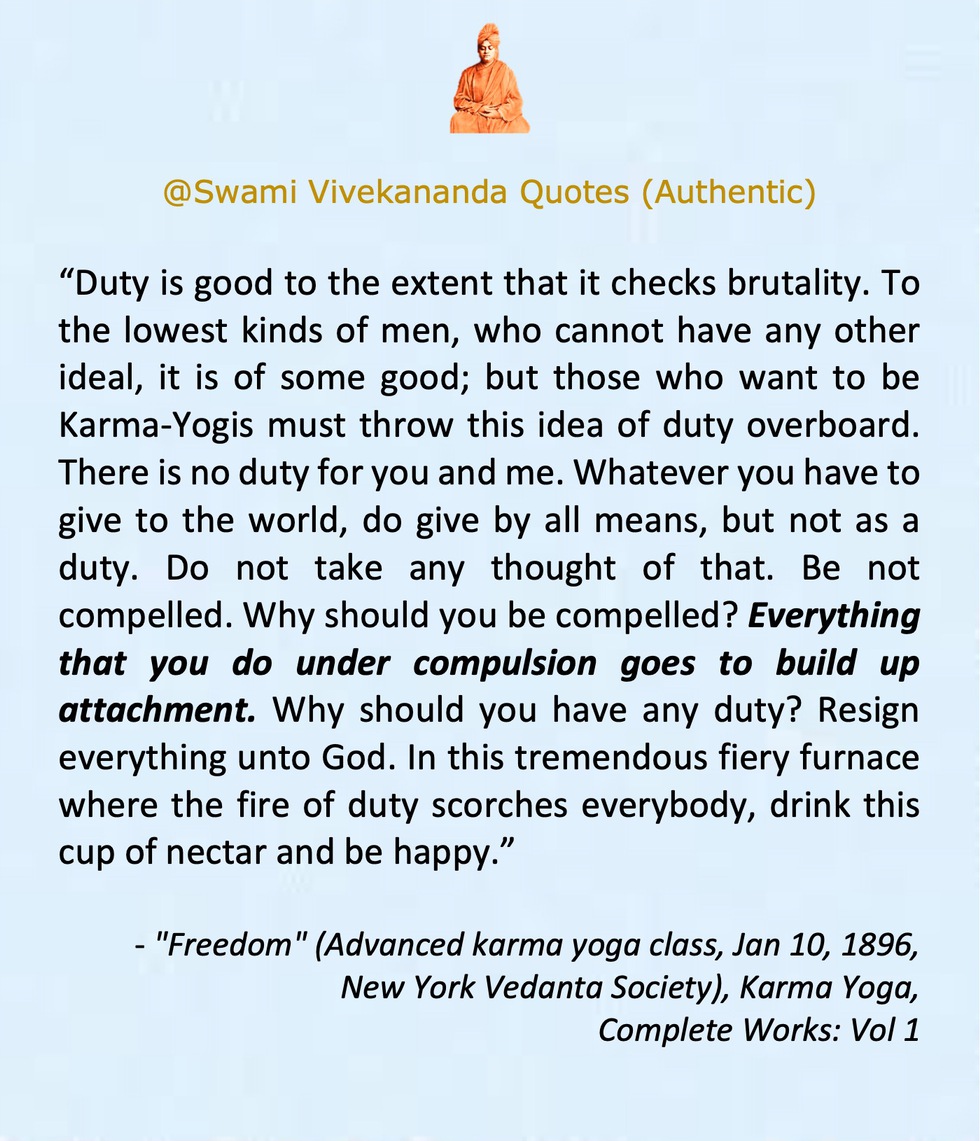 @Swami Vivekananda Quotes (Authentic)
“Duty is good to the extent that it checks brutality. To
the lowest kinds of men, who cannot have any other
ideal, it is of some good; but those who want to be
Karma-Yogis must throw this idea of duty overboard.
There is no duty for you and me. Whatever you have to
give to the world, do give by all means, but not as a
duty. Do not take any thought of that. Be not
compelled. Why should you be compelled? Everything
that you do under compulsion goes to build up
attachment. Why should you have any duty? Resign
everything unto God. In this tremendous fiery furnace
where the fire of duty scorches everybody, drink this
cup of nectar and be happy.”
- "Freedom" (Advanced karma yoga class, Jan 10, 1896,
New York Vedanta Society), Karma Yoga,
Complete Works: Vol 1